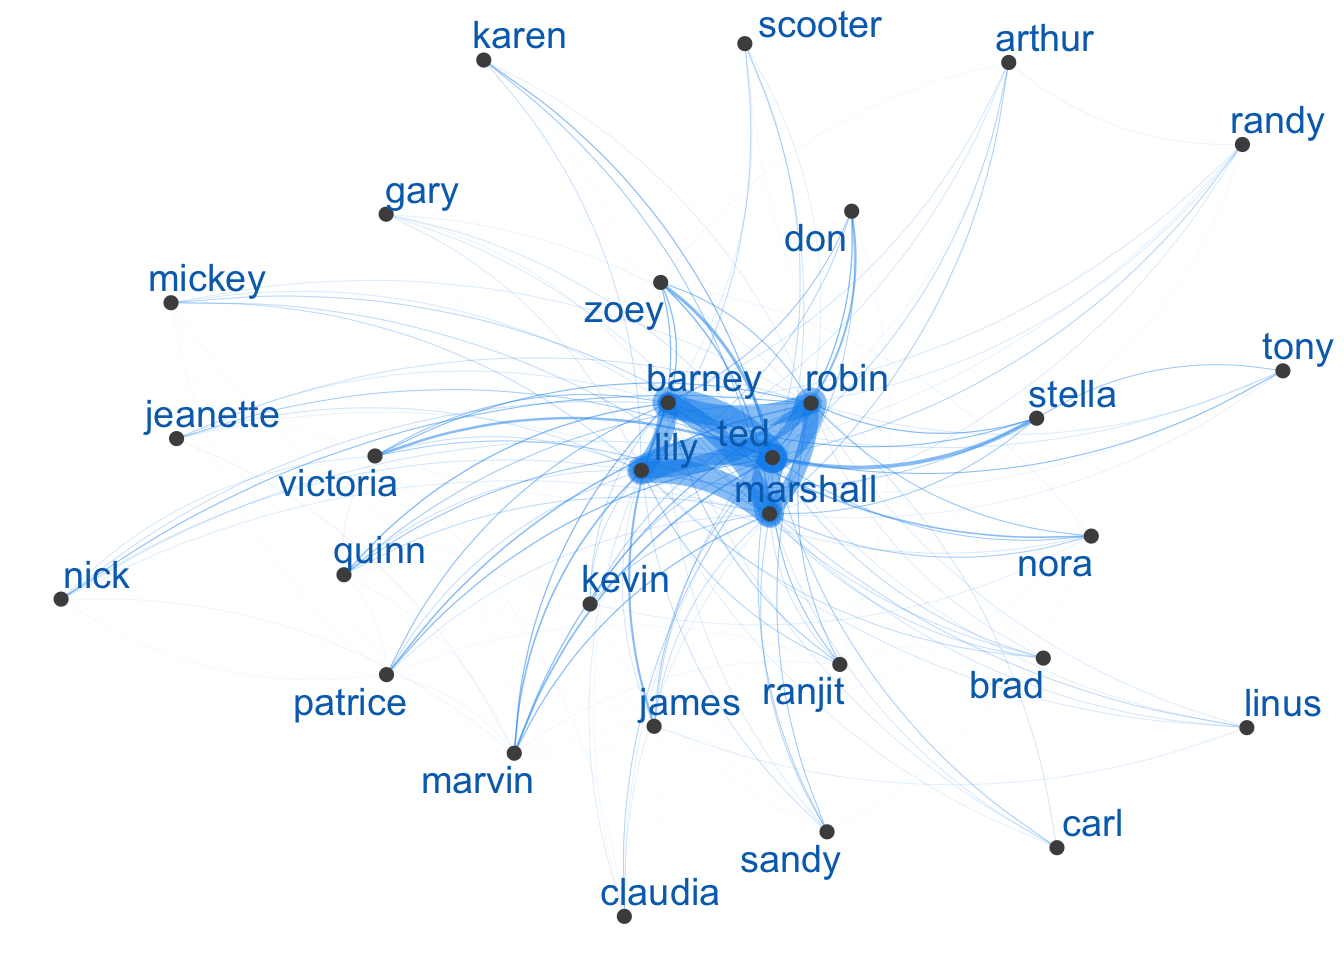 karen
scooter
arthur
randy
gary
don
mickey
zoey
tony
barney
robin
stella
jeanette
ted
lily
victoria
marshall
quinn
kevin
nora
nick
patrice
james
ranjit
brad
linus
marvin
carl
sandy
claudia